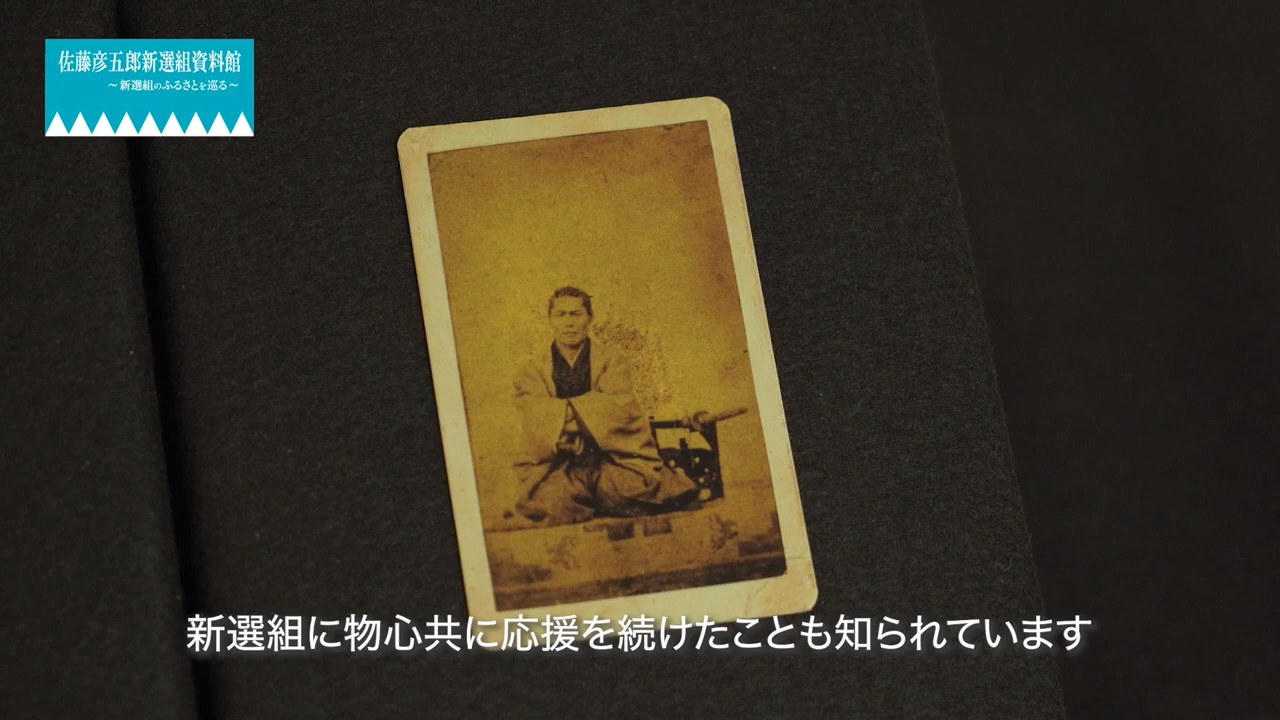 佐藤彦五郎新選組資料館
～新選組のふるさとを巡る～
新選組に物心共に応援を続けたことも知られています